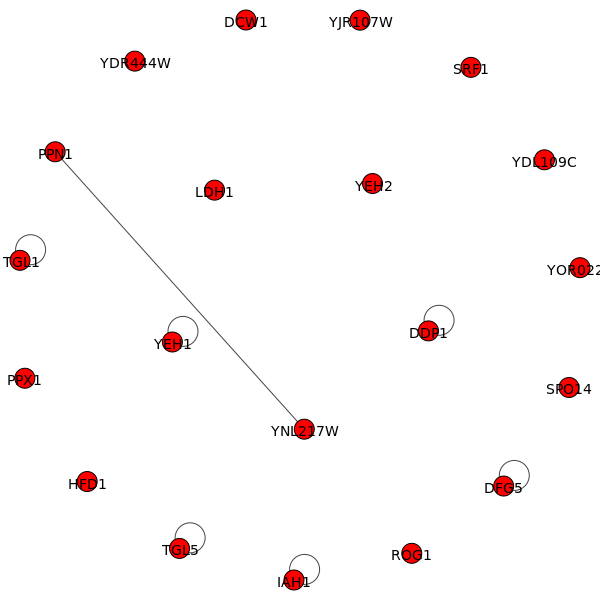 DCW1
YJR107W
YDR444W
SRF1
PPN1
YDL109C
LDH1
YEH2
TGL1
YOR022
DDP1
YEH1
PPX1
SPO14
YNL217W
HFD1
DFG5
TGL5
ROG1
IAH1